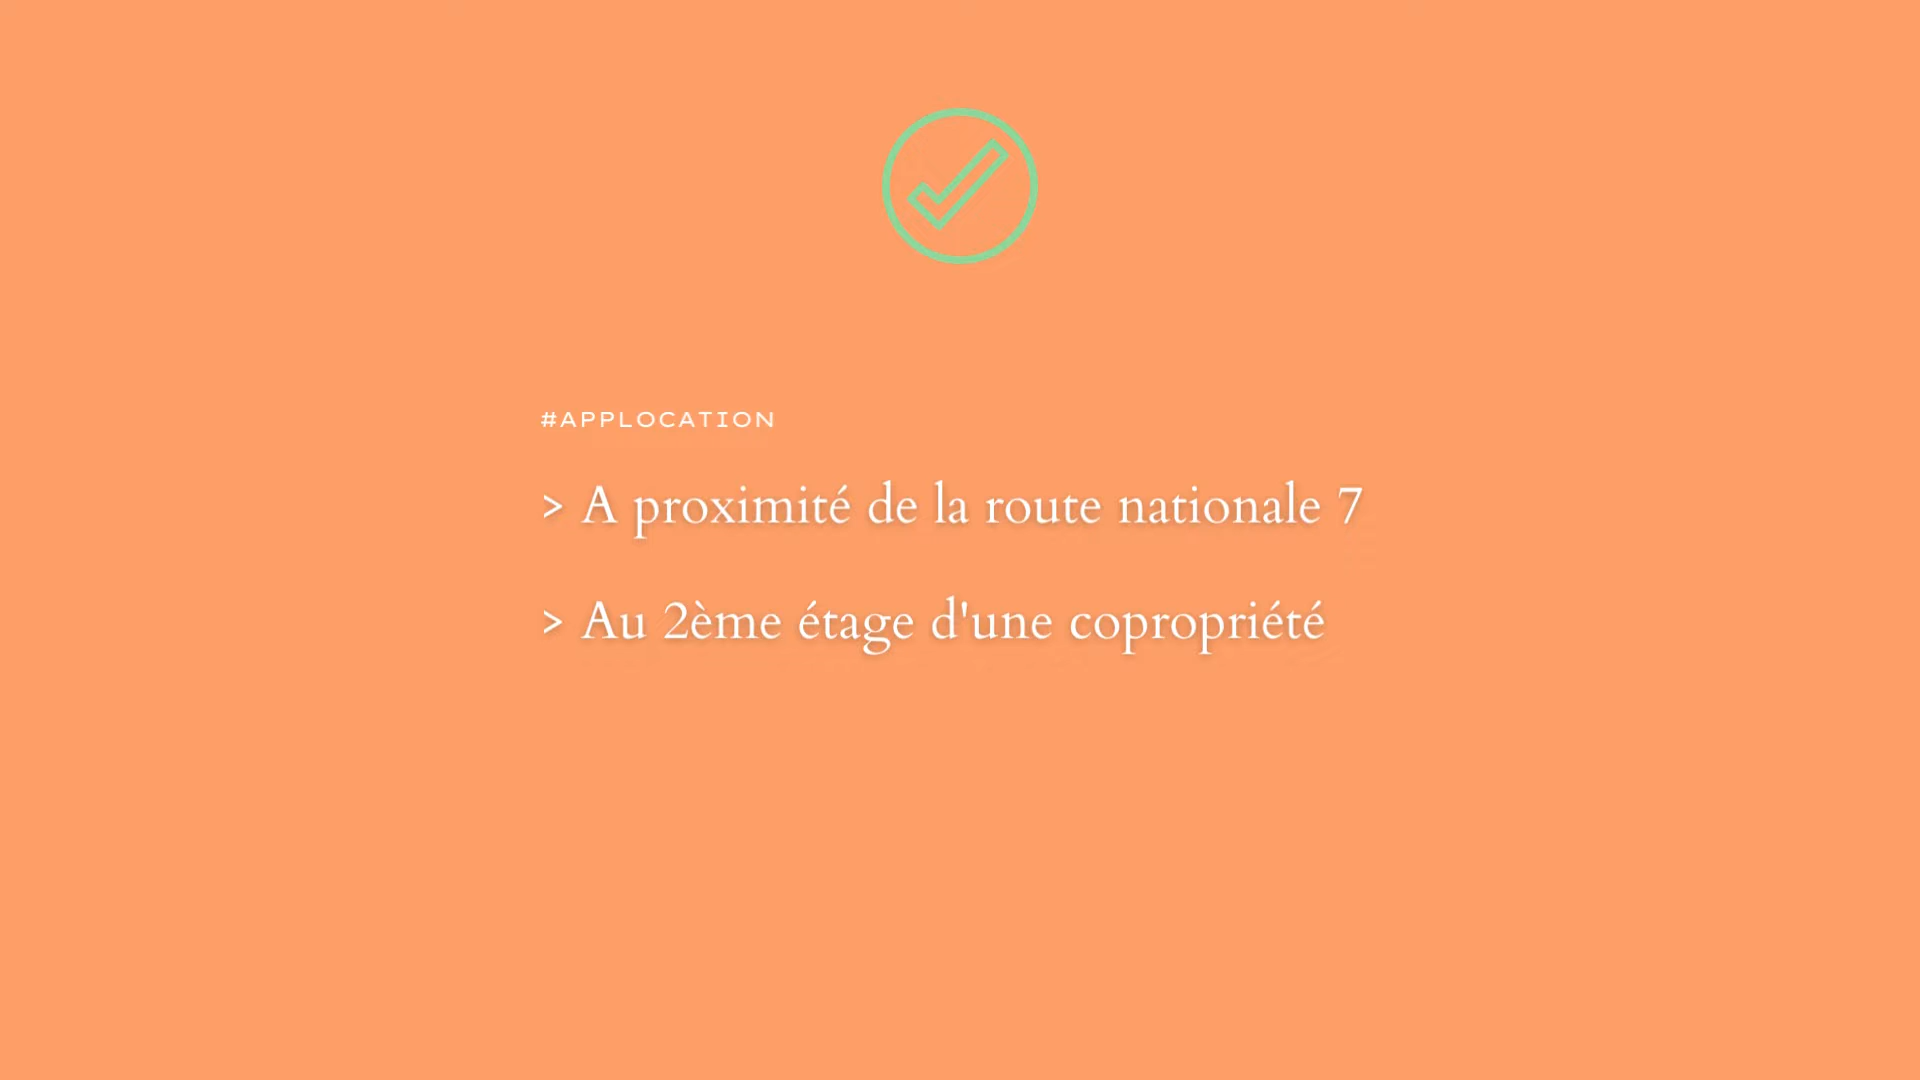 #APPLOCATION
> A proximité de la route nationale 7
> Au 2ème étage d'une copropriété